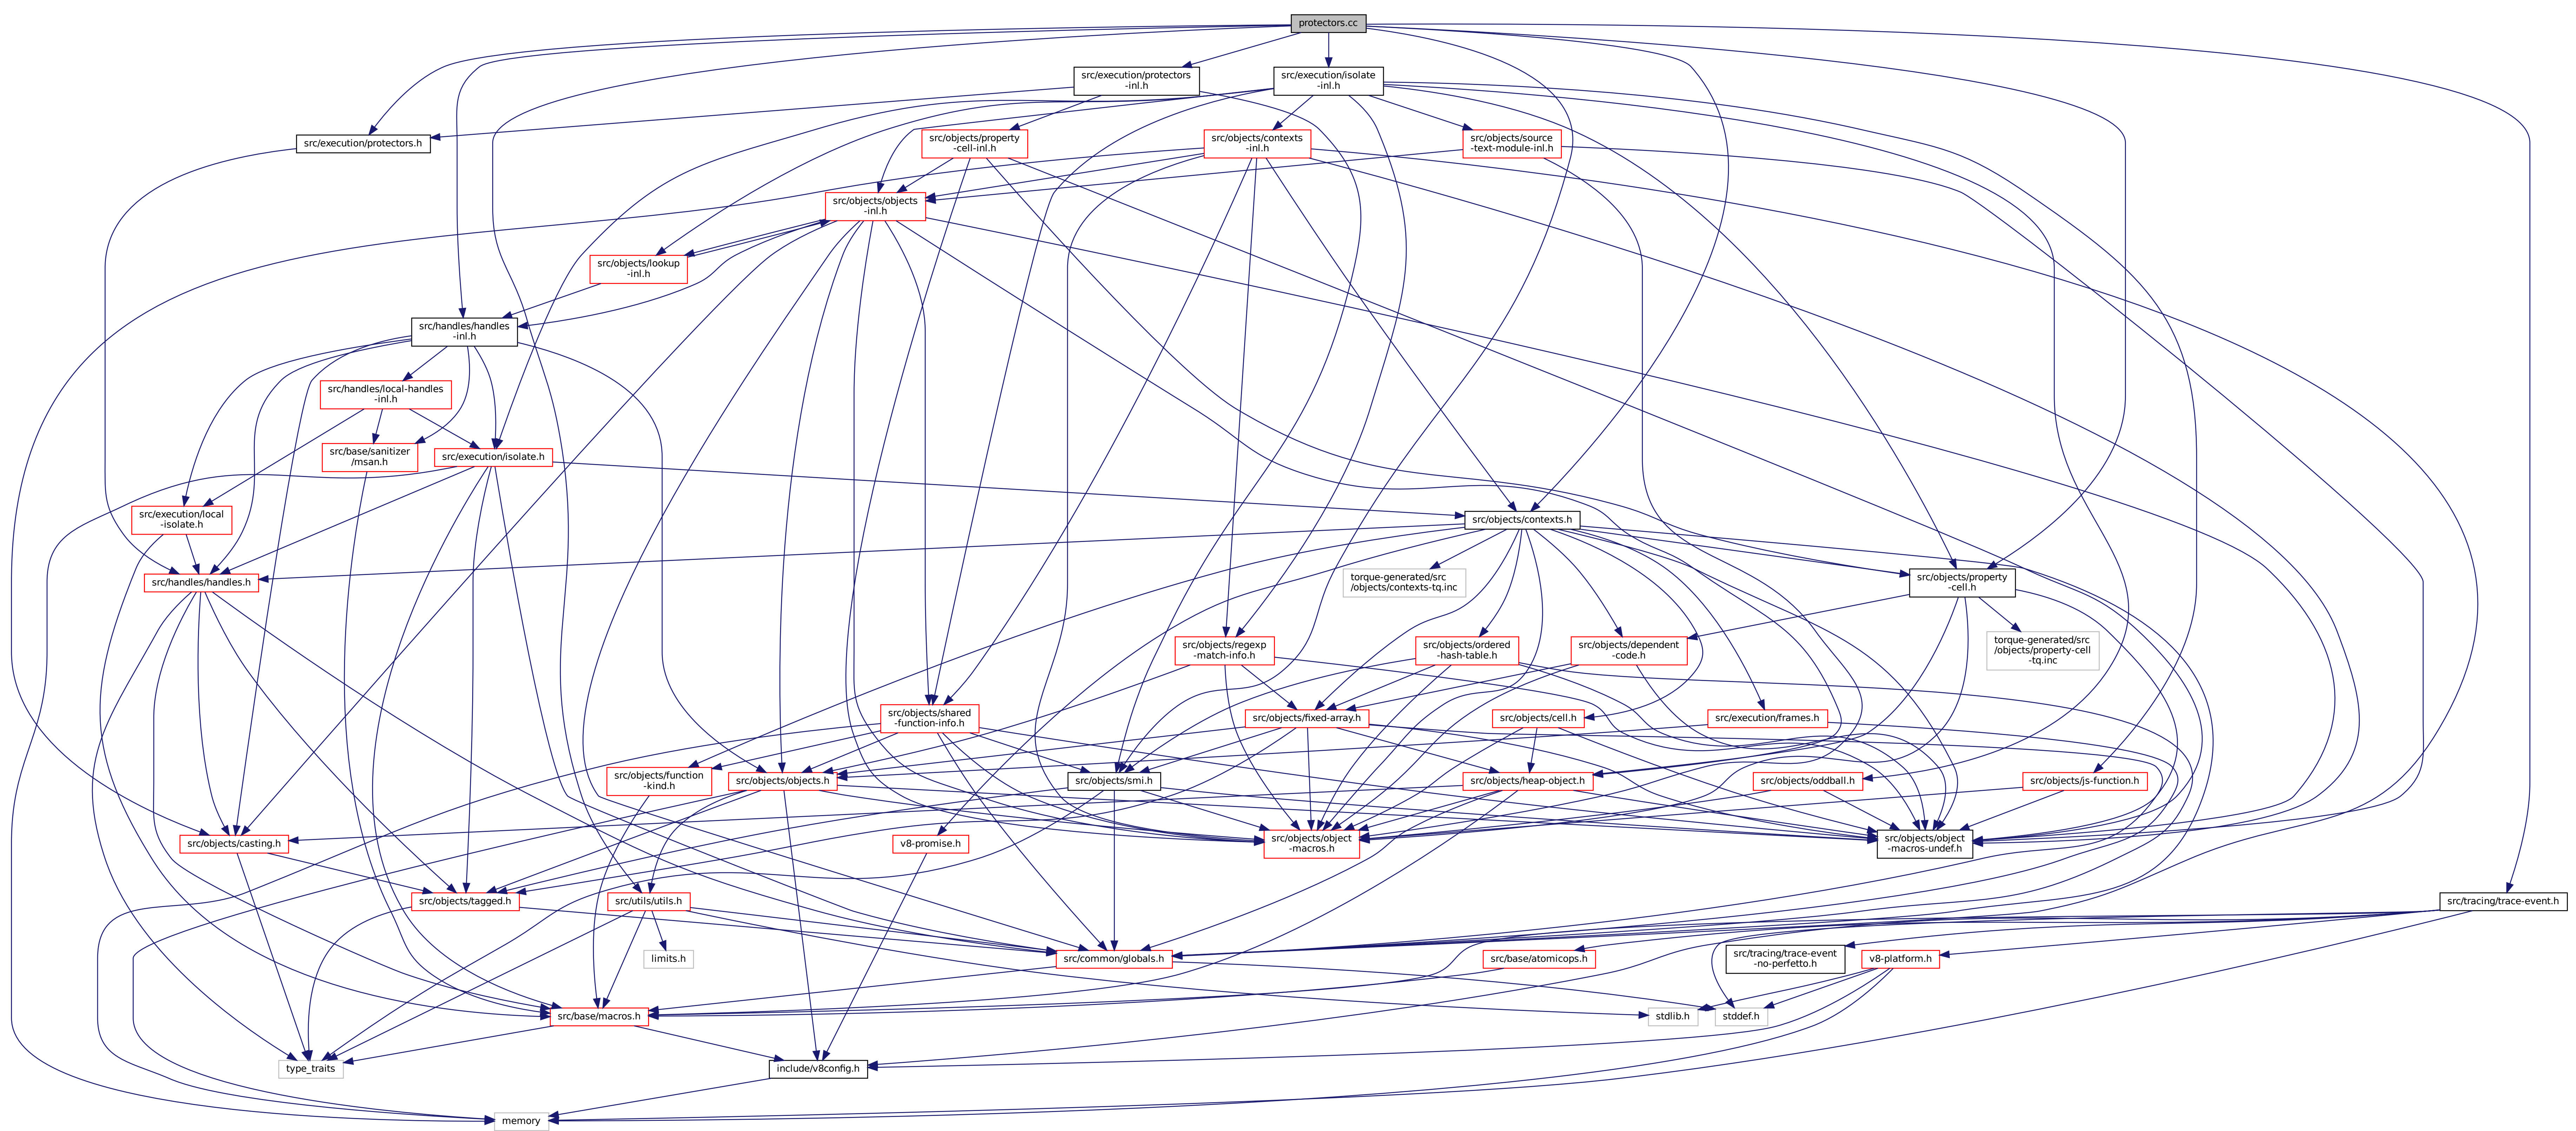 protectors.cc
src/execution/protectors
-inl.h
src/execution/isolate
-inl.h
src/execution/protectors.h
src/objects/property
-cell-inl.h
src/objects/contexts
-inl.h
src/objects/source
-text-module-inl.h
src/objects/objects
-inl.h
src/objects/lookup
-inl.h
src/handles/handles
-inl.h
src/handles/local-handles
-inl.h
src/base/sanitizer
/msan.h
src/execution/isolate.h
src/execution/local
-isolate.h
src/objects/contexts.h
src/handles/handles.h
torque-generated/src
/objects/contexts-tq.inc
src/objects/property
-cell.h
src/objects/regexp
-match-info.h
src/objects/ordered
-hash-table.h
src/objects/dependent
-code.h
torque-generated/src
/objects/property-cell
-tq.inc
src/objects/shared
-function-info.h
src/objects/fixed-array.h
src/objects/cell.h
src/execution/frames.h
src/objects/function
-kind.h
src/objects/objects.h
src/objects/smi.h
src/objects/heap-object.h
src/objects/oddball.h
src/objects/js-function.h
src/objects/casting.h
v8-promise.h
src/objects/object
-macros.h
src/objects/object
-macros-undef.h
src/objects/tagged.h
src/utils/utils.h
src/tracing/trace-event.h
limits.h
src/common/globals.h
src/base/atomicops.h
src/tracing/trace-event
-no-perfetto.h
v8-platform.h
src/base/macros.h
stdlib.h
stddef.h
type_traits
include/v8config.h
memory